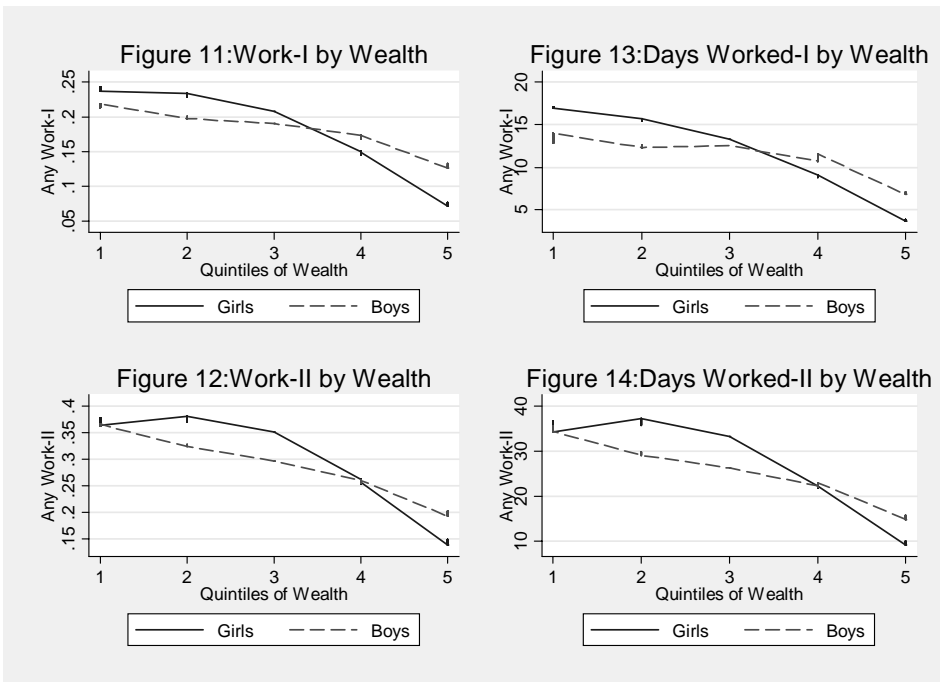 Figure 11:Work-I by Wealth
Any Work-I
.25
.2
.15
.1
.05
1 2 3 4 5
Quintiles of Wealth
Girls Boys
Figure 13:Days Worked-I by Wealth
Any Work-I
20
15
10
5
1 2 3 4 5
Quintiles of Wealth
Girls Boys
Figure 12:Work-II by Wealth
Any Work-II
.4
.35
.3
.25
.2
.15
1 2 3 4 5
Quintiles of Wealth
Girls Boys
Figure 14:Days Worked-II by Wealth
Any Work-II
40
30
20
10
1 2 3 4 5
Quintiles of Wealth
Girls Boys